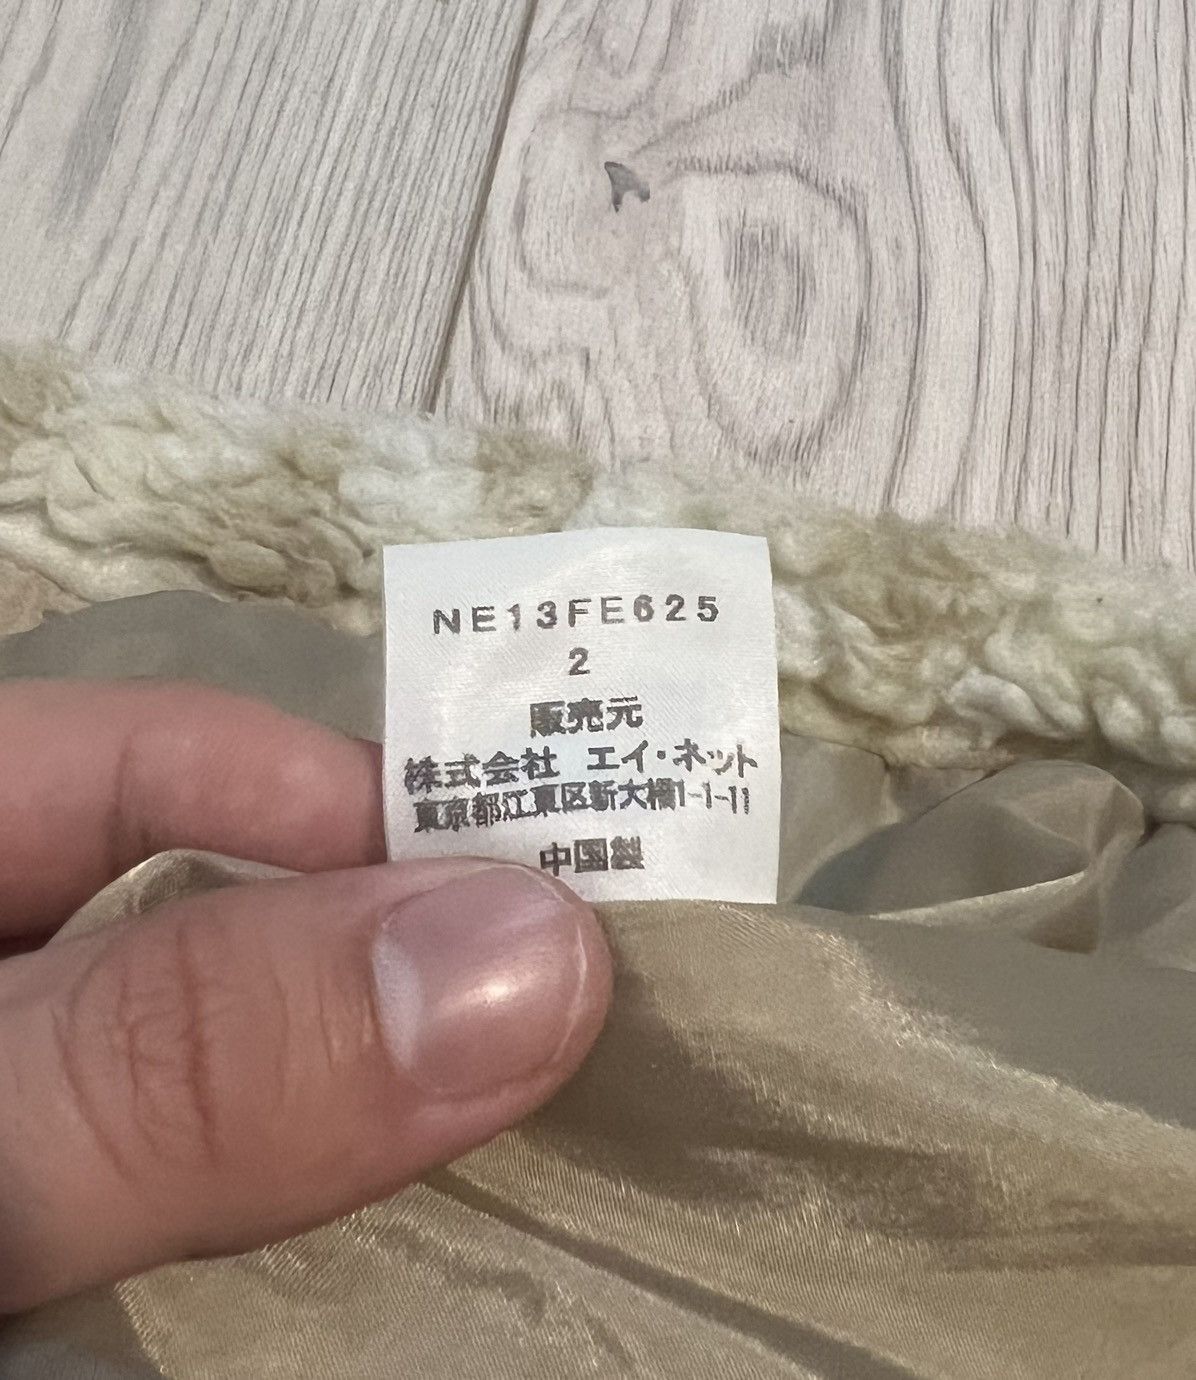 NE13FE625
2
販売元
株式会社 エイ・ネット
東京都江東区新大橋1-1-11
中国製